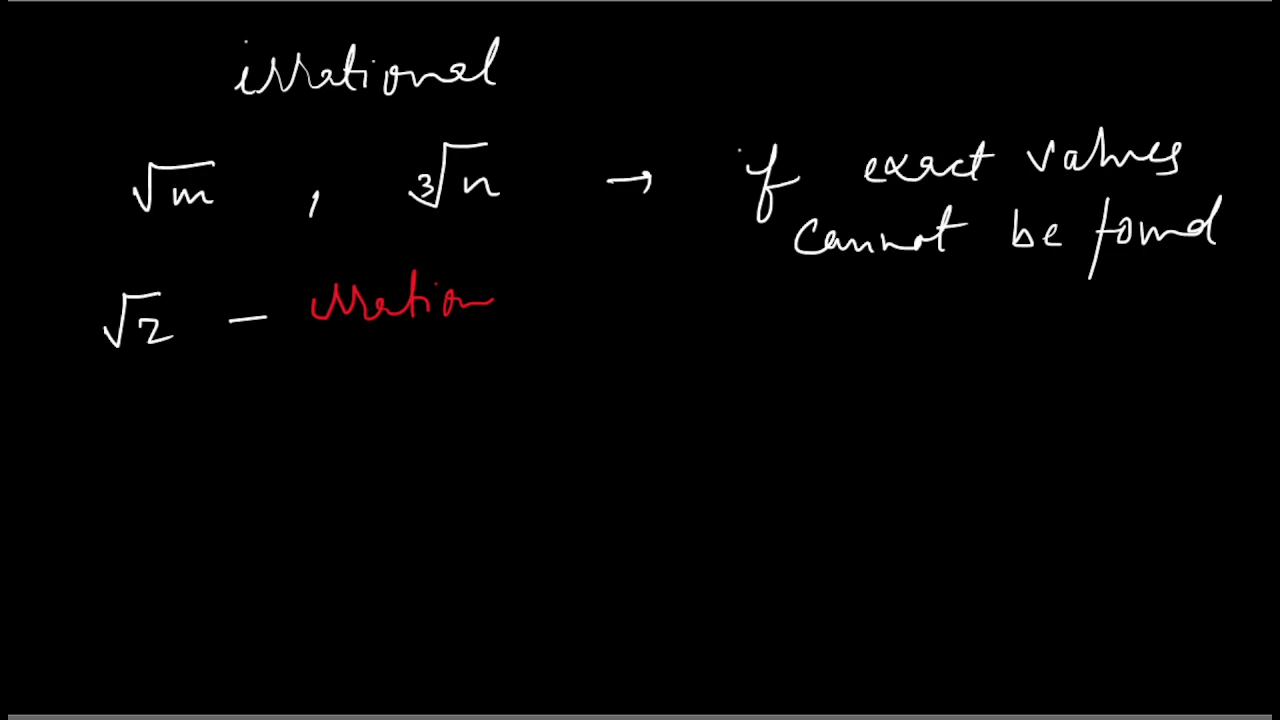 irrational
√m , ∛n → if exact values
cannot be found
√2 – irration